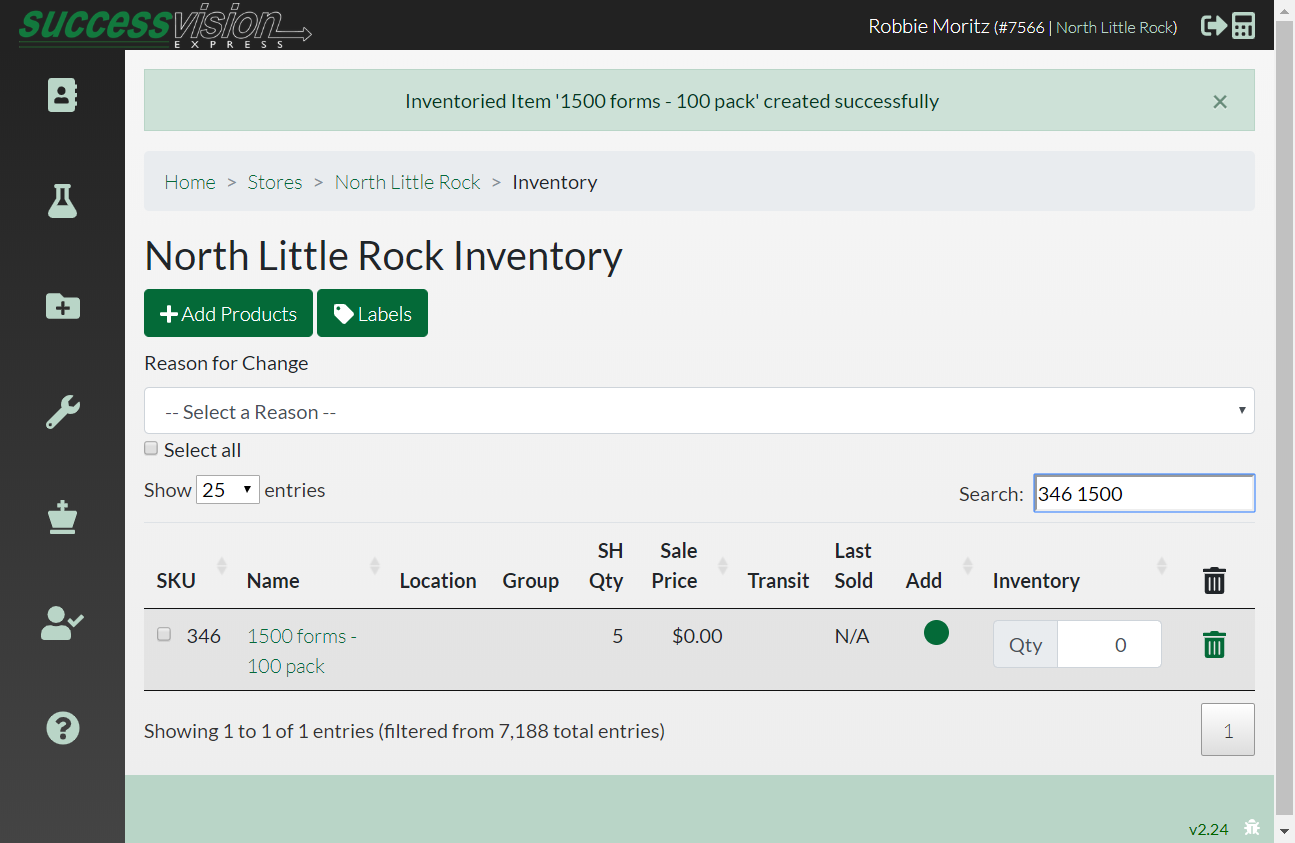 successvision
EXPRESS
Robbie Moritz (#7566 | North Little Rock)
Inventoried Item '1500 forms - 100 pack' created successfully ×
Home > Stores > North Little Rock > Inventory
North Little Rock Inventory
Add Products Labels
Reason for Change
-- Select a Reason --
Select all
Show 25 entries
Search: 346 1500
SKU Name Location Group SH Qty Sale Price Transit Last Sold Add Inventory
346 1500 forms - 5 $0.00 N/A Qty 0
100 pack
Showing 1 to 1 of 1 entries (filtered from 7,188 total entries) 1
v2.24